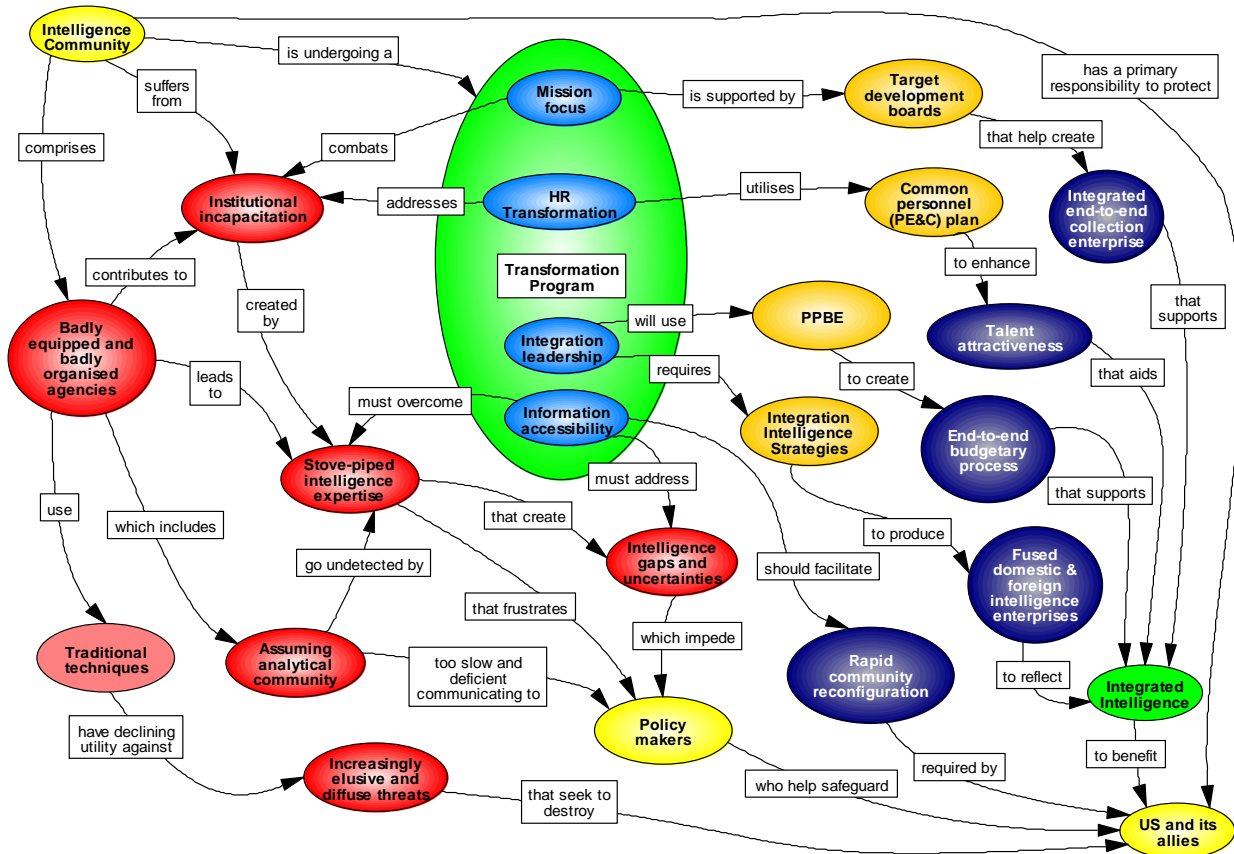 Intelligence
Community
is undergoing a
has a primary
responsibility to protect
suffers
from
Mission
focus
is supported by
Target
development
boards
that help create
comprises
combats
Institutional
incapacitation
addresses
HR
Transformation
utilises
Common
personnel
(PE&C) plan
Integrated
end-to-end
collection
enterprise
contributes to
created
by
Transformation
Program
to enhance
that
supports
Badly
equipped and
badly
organised
agencies
Integration
leadership
will use
PPBE
Talent
attractiveness
leads
to
requires
to create
that aids
must overcome
Information
accessibility
Integration
Intelligence
Strategies
End-to-end
budgetary
process
Stove-piped
intelligence
expertise
must address
that supports
use
which includes
that create
to produce
go undetected by
Intelligence
gaps and
uncertainties
should facilitate
Fused
domestic &
foreign
intelligence
enterprises
that frustrates
which impede
Traditional
techniques
Assuming
analytical
community
too slow and
deficient
communicating to
Rapid
community
reconfiguration
to reflect
Integrated
Intelligence
have declining
utility against
Policy
makers
to benefit
Increasingly
elusive and
diffuse threats
that seek to
destroy
who help safeguard
required by
US and its
allies